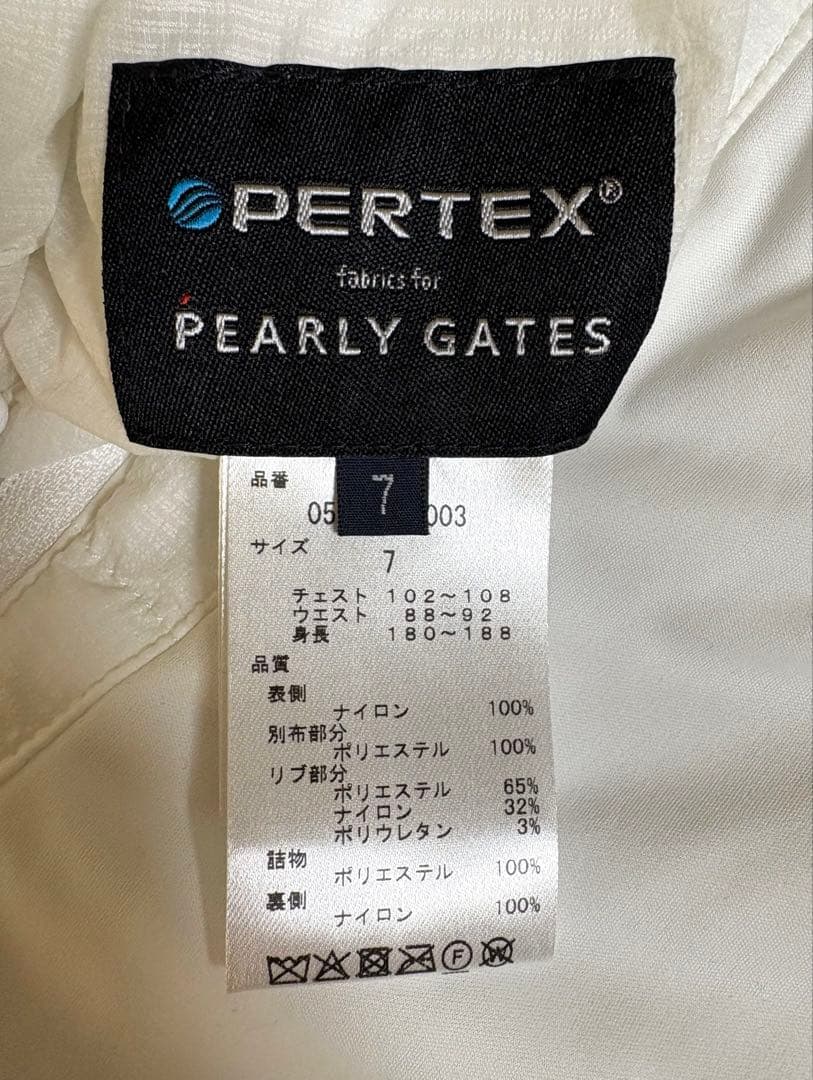 PERTEX®
fabrics for
PEARLY GATES
7
品番
05 003
サイズ
7
チェスト 102～108
ウエスト 88～92
身長 180～188
品質
表側
ナイロン 100%
別布部分
ポリエステル 100%
リブ部分
ポリエステル 65%
ナイロン 32%
ポリウレタン 3%
詰物
ポリエステル 100%
裏側
ナイロン 100%
F W